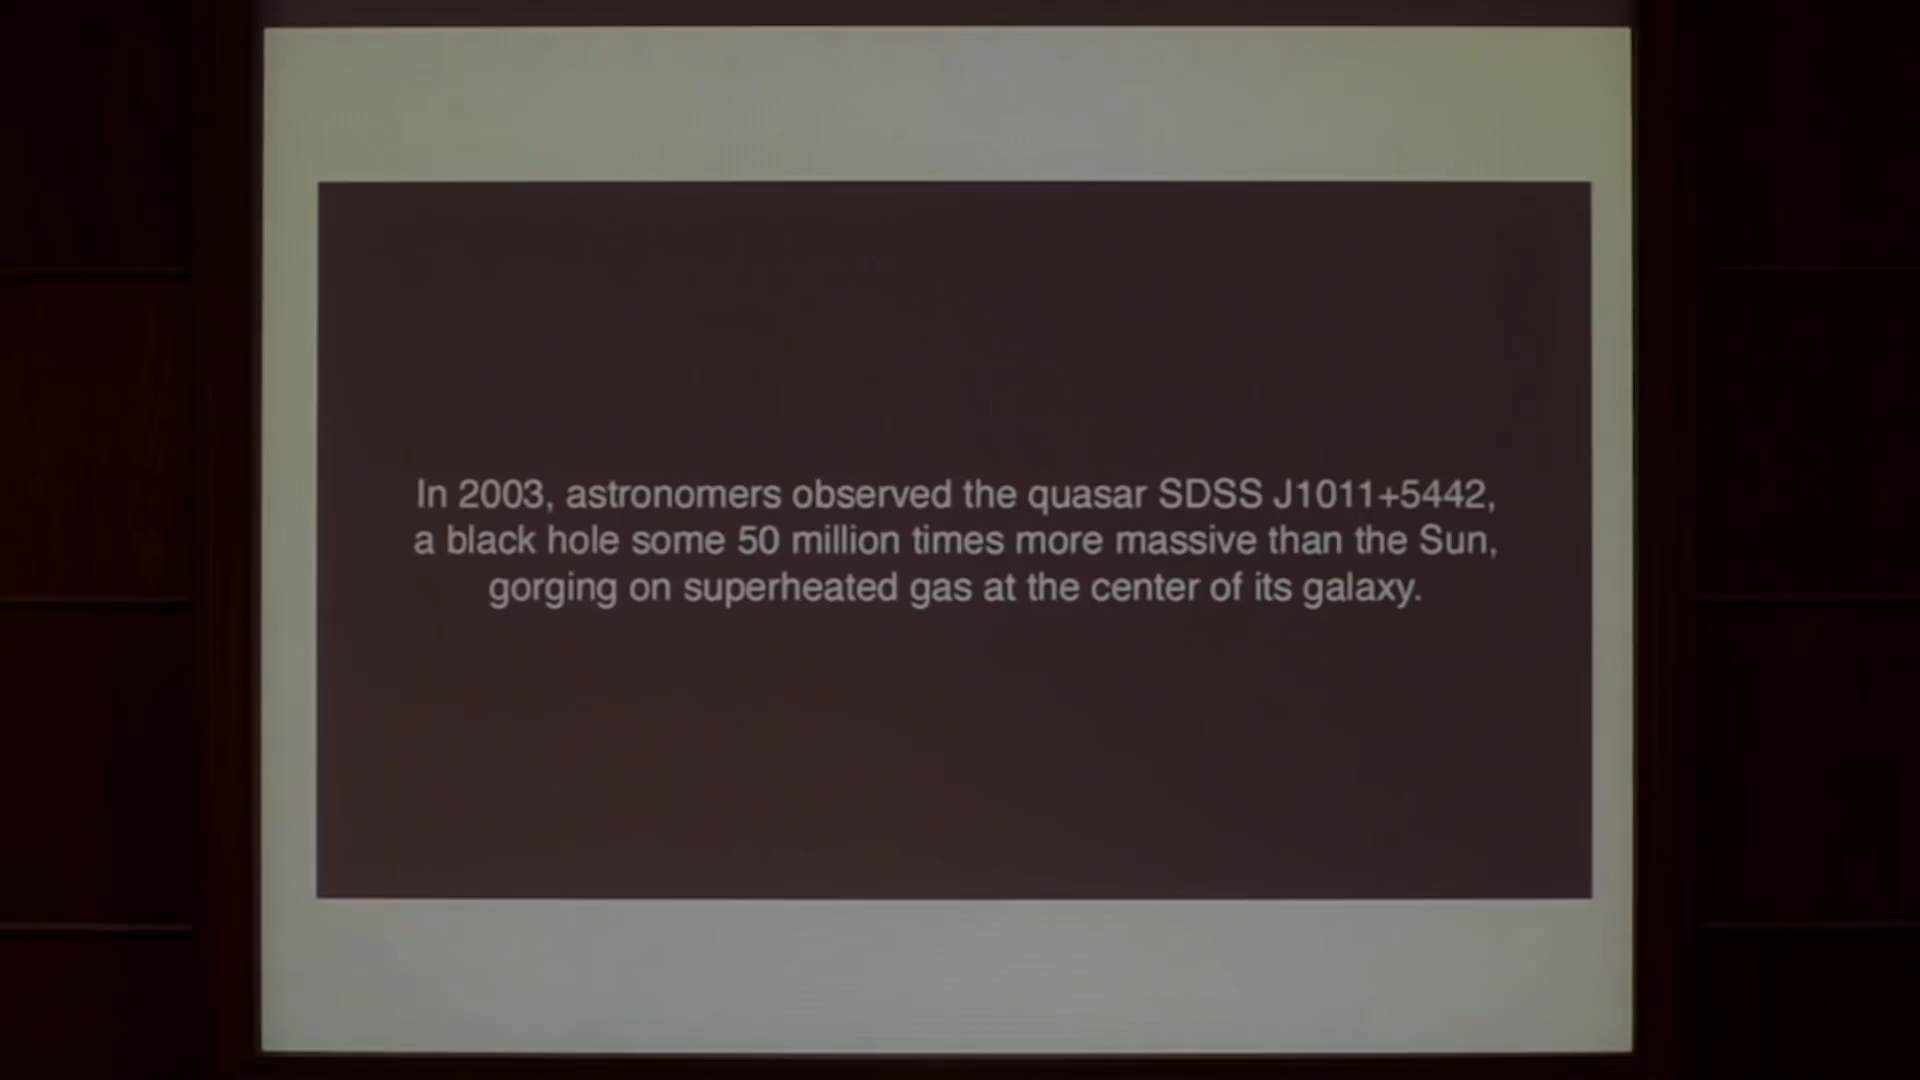 In 2003, astronomers observed the quasar SDSS J1011+5442,
a black hole some 50 million times more massive than the Sun,
gorging on superheated gas at the center of its galaxy.